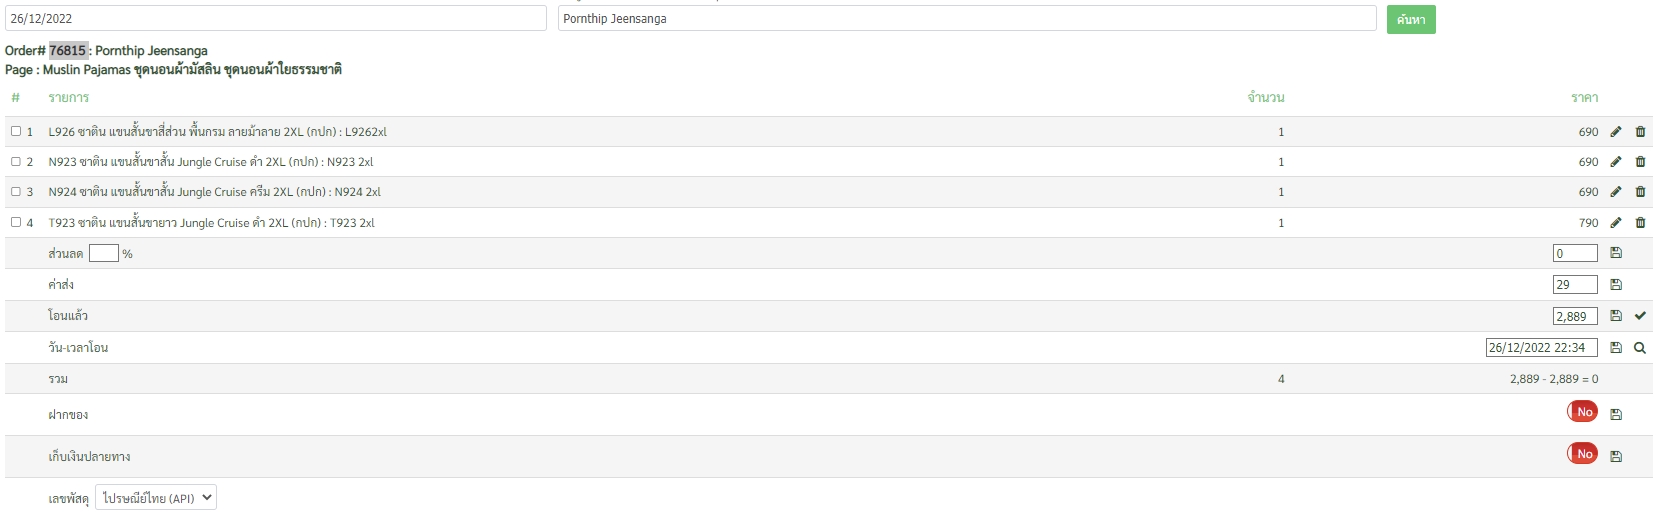 26/12/2022 Pornthip Jeensanga ค้นหา
Order# 76815 : Pornthip Jeensanga
Page : Muslin Pajamas ชุดนอนผ้ามัสลิน ชุดนอนผ้าใยธรรมชาติ
# รายการ จำนวน ราคา
1 L926 ซาติน แขนสั้นขาสี่ส่วน พื้นกรม ลายม้าลาย 2XL (กปก) : L9262xl 1 690
2 N923 ซาติน แขนสั้นขาสั้น Jungle Cruise ดำ 2XL (กปก) : N923 2xl 1 690
3 N924 ซาติน แขนสั้นขาสั้น Jungle Cruise ครีม 2XL (กปก) : N924 2xl 1 690
4 T923 ซาติน แขนสั้นขายาว Jungle Cruise ดำ 2XL (กปก) : T923 2xl 1 790
ส่วนลด % 0
ค่าส่ง 29
โอนแล้ว 2,889
วัน-เวลาโอน 26/12/2022 22:34
รวม 4 2,889 - 2,889 = 0
ฝากของ No
เก็บเงินปลายทาง No
เลขพัสดุ ไปรษณีย์ไทย (API)